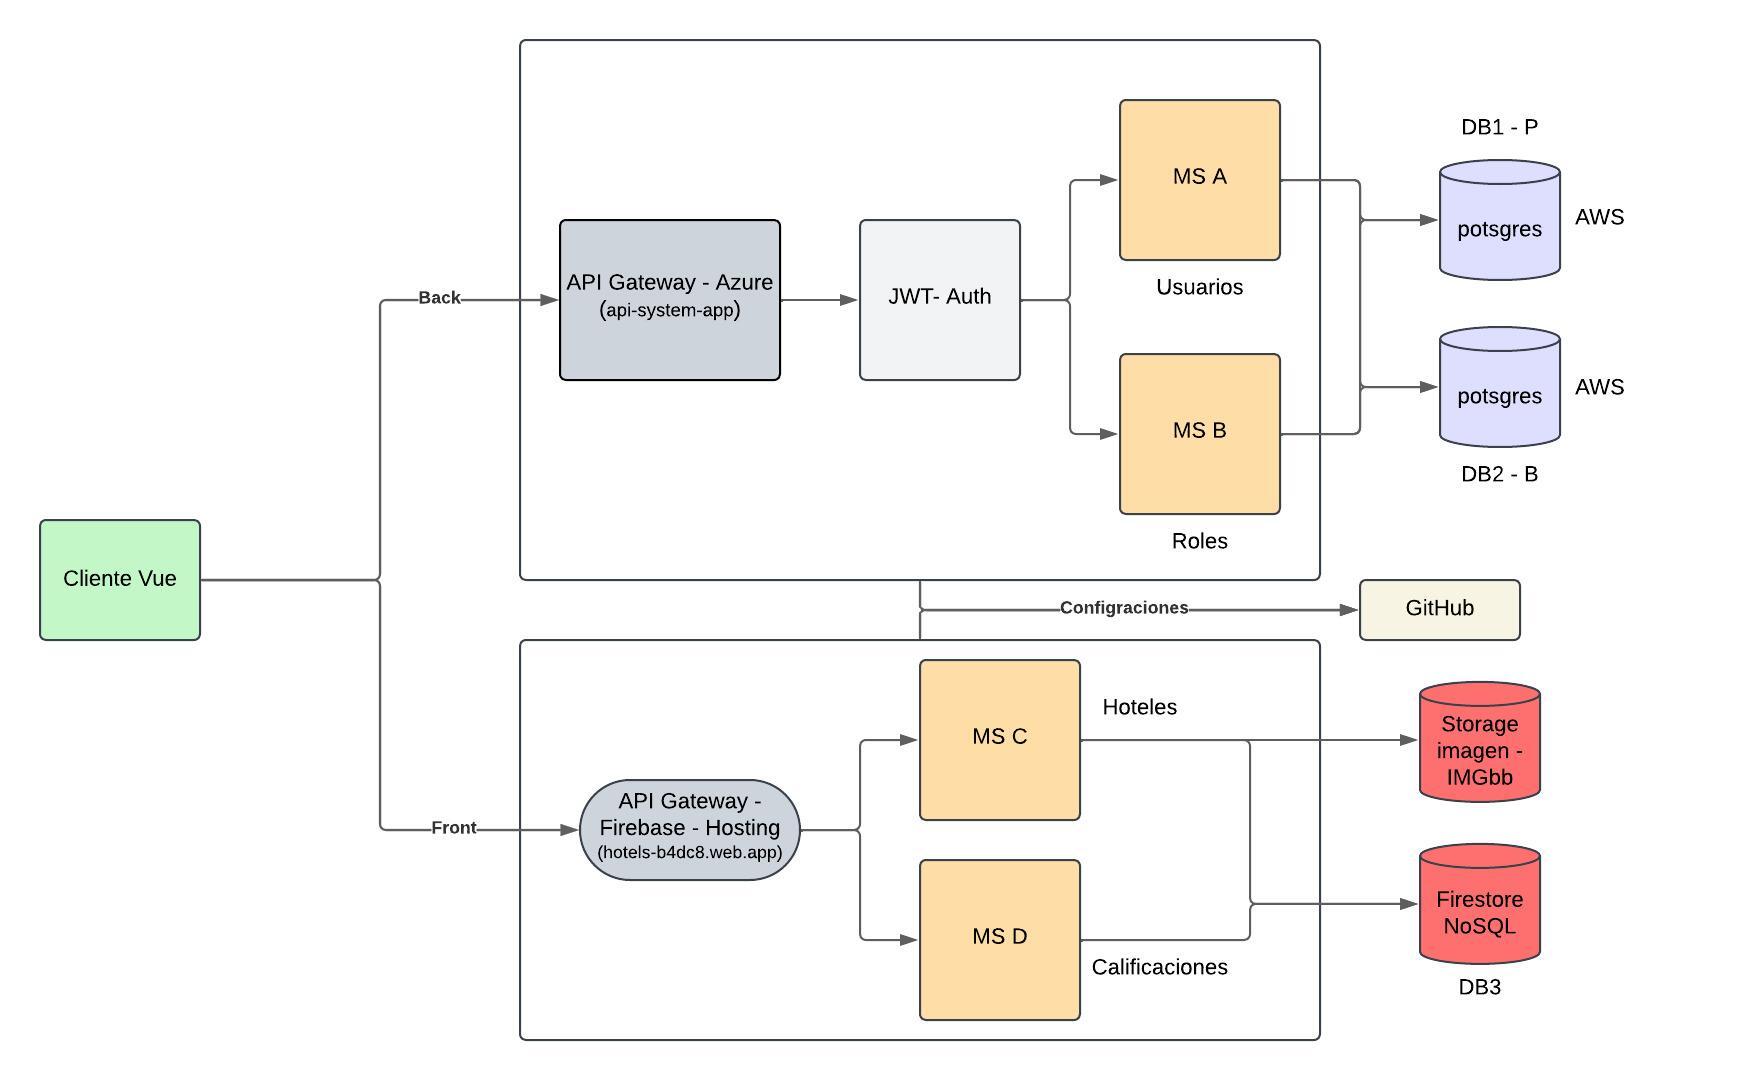 DB1 - P
MS A
potsgres
AWS
API Gateway - Azure
(api-system-app)
JWT- Auth
Usuarios
Back
potsgres
AWS
MS B
DB2 - B
Roles
Cliente Vue
Configraciones
GitHub
MS C
Hoteles
Storage
imagen -
IMGbb
API Gateway -
Firebase - Hosting
(hotels-b4dc8.web.app)
Front
MS D
Calificaciones
Firestore
NoSQL
DB3